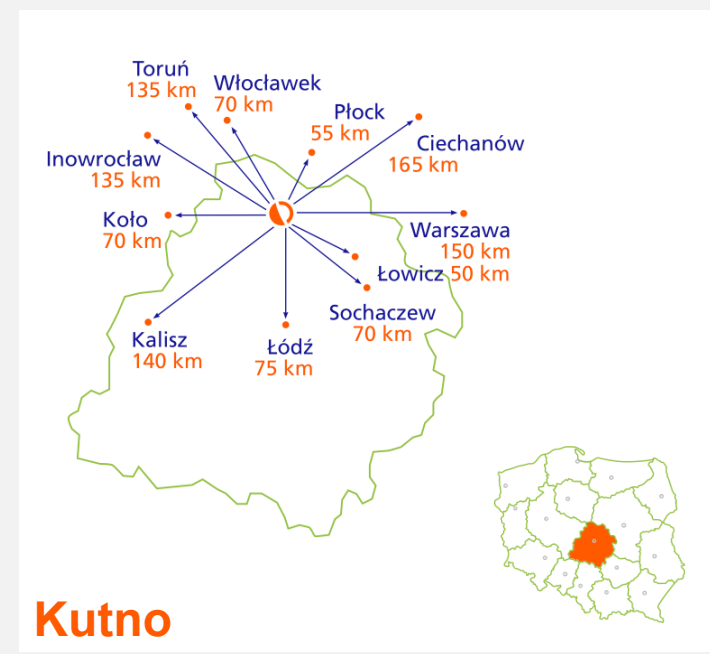 Toruń
135 km
Włocławek
70 km
Płock
55 km
Ciechanów
165 km
Inowrocław
135 km
Koło
70 km
Warszawa
150 km
Łowicz 50 km
Sochaczew
70 km
Kalisz
140 km
Łódź
75 km
Kutno